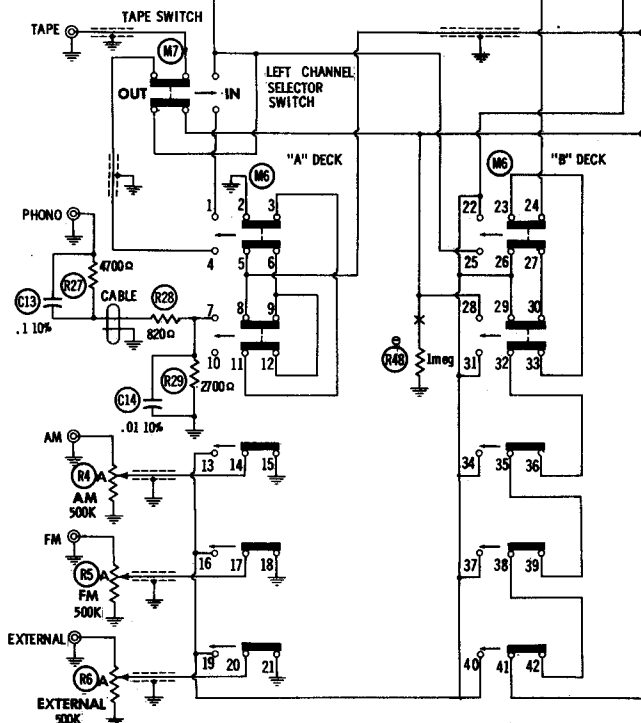 TAPE SWITCH
TAPE
M7
LEFT CHANNEL
SELECTOR
SWITCH
OUT
IN
"A" DECK
M6
"B" DECK
M6
1
2
3
22
23
24
PHONO
4
5
6
25
26
27
4700Ω
R27
CABLE
R28
C13
.1 10%
820Ω
7
8
9
28
29
30
R29
2700Ω
10
11
12
R48
1meg
31
32
33
C14
.01 10%
AM
R4
A
AM
500K
13
14
15
34
35
36
FM
R5
A
FM
500K
16
17
18
37
38
39
EXTERNAL
R6
A
EXTERNAL
500K
19
20
21
40
41
42